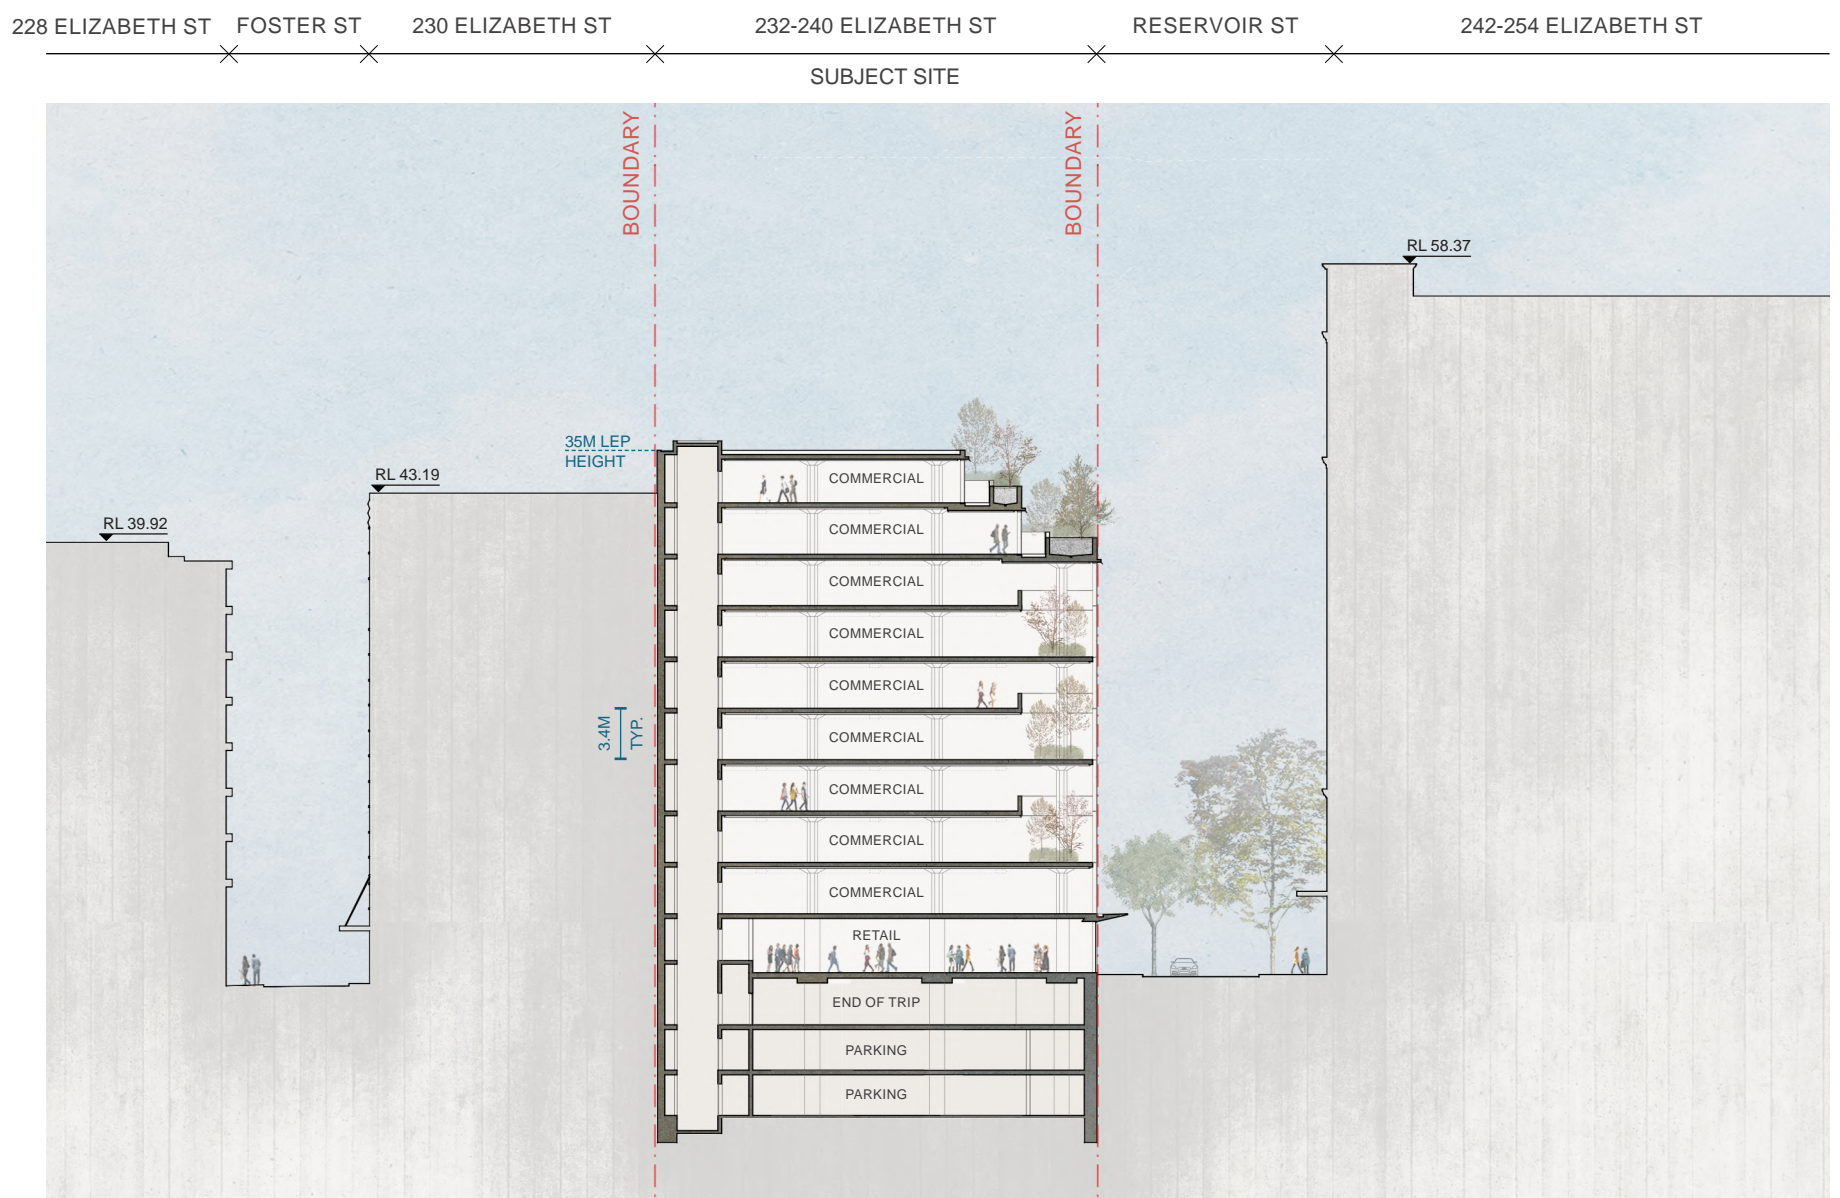 228 ELIZABETH ST
FOSTER ST
230 ELIZABETH ST
232-240 ELIZABETH ST
RESERVOIR ST
242-254 ELIZABETH ST
SUBJECT SITE
BOUNDARY
BOUNDARY
RL 58.37
35M LEP
HEIGHT
RL 43.19
RL 39.92
COMMERCIAL
COMMERCIAL
COMMERCIAL
COMMERCIAL
COMMERCIAL
3.4M
TYP.
COMMERCIAL
COMMERCIAL
COMMERCIAL
COMMERCIAL
RETAIL
END OF TRIP
PARKING
PARKING